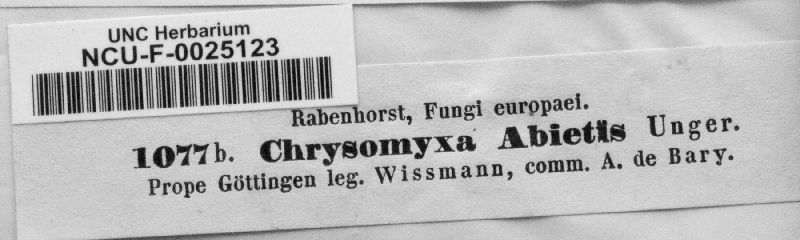 UNC Herbarium
NCU-F-0025123
Rabenhorst, Fungi europaei.
1077b. Chrysomyxa Abietis Unger.
Prope Göttingen leg. Wissmann, comm. A. de Bary.